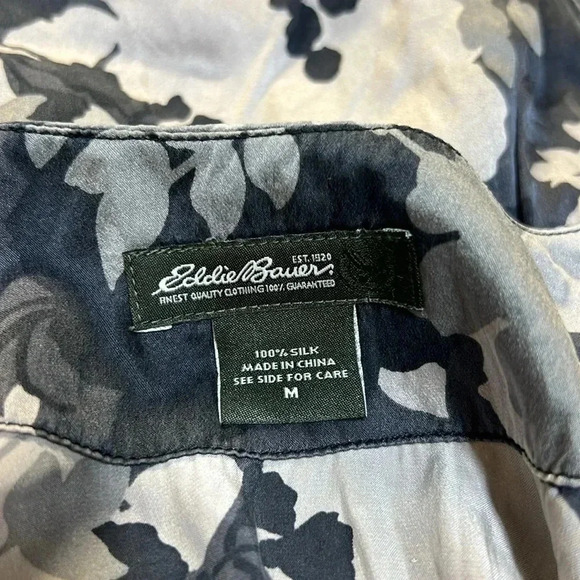 EST. 1920
Eddie Bauer
FINEST QUALITY CLOTHING 100% GUARANTEED
100% SILK
MADE IN CHINA
SEE SIDE FOR CARE
M